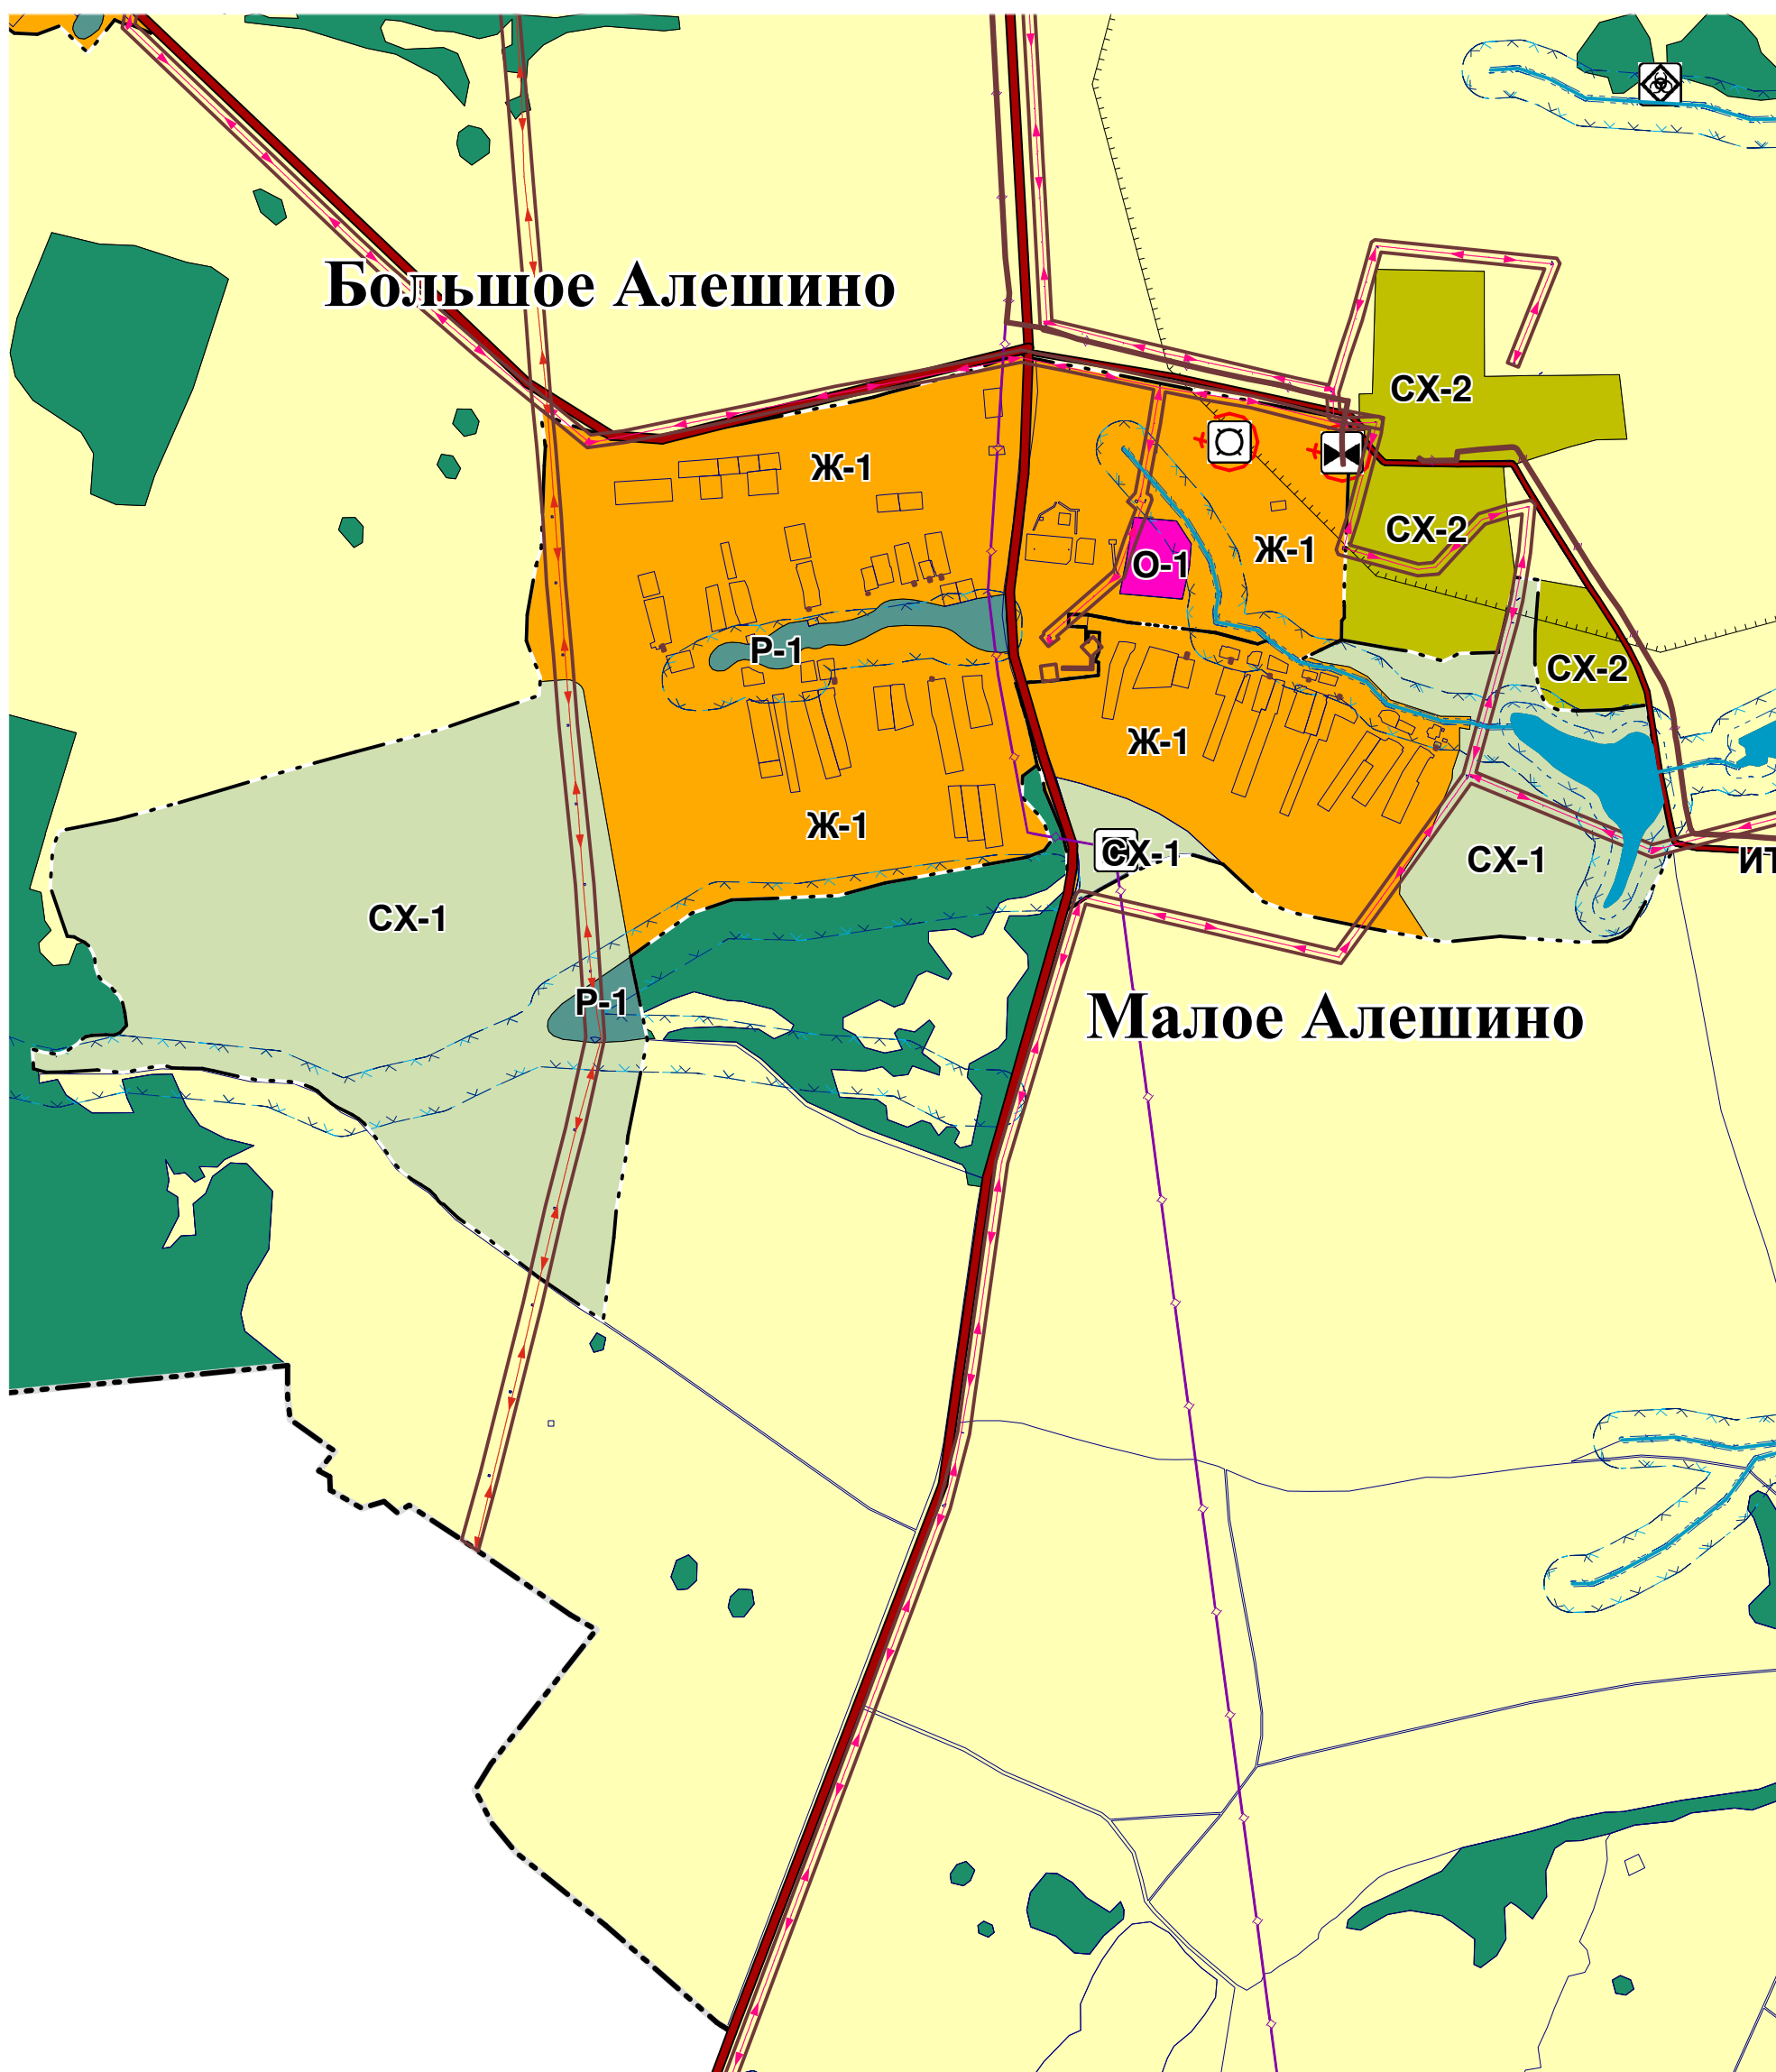 Большое Алешино
СХ-2
Ж-1
СХ-2
Ж-1
О-1
Р-1
СХ-2
Ж-1
Ж-1
СХ-1
СХ-1
ИТ
СХ-1
Р-1
Малое Алешино